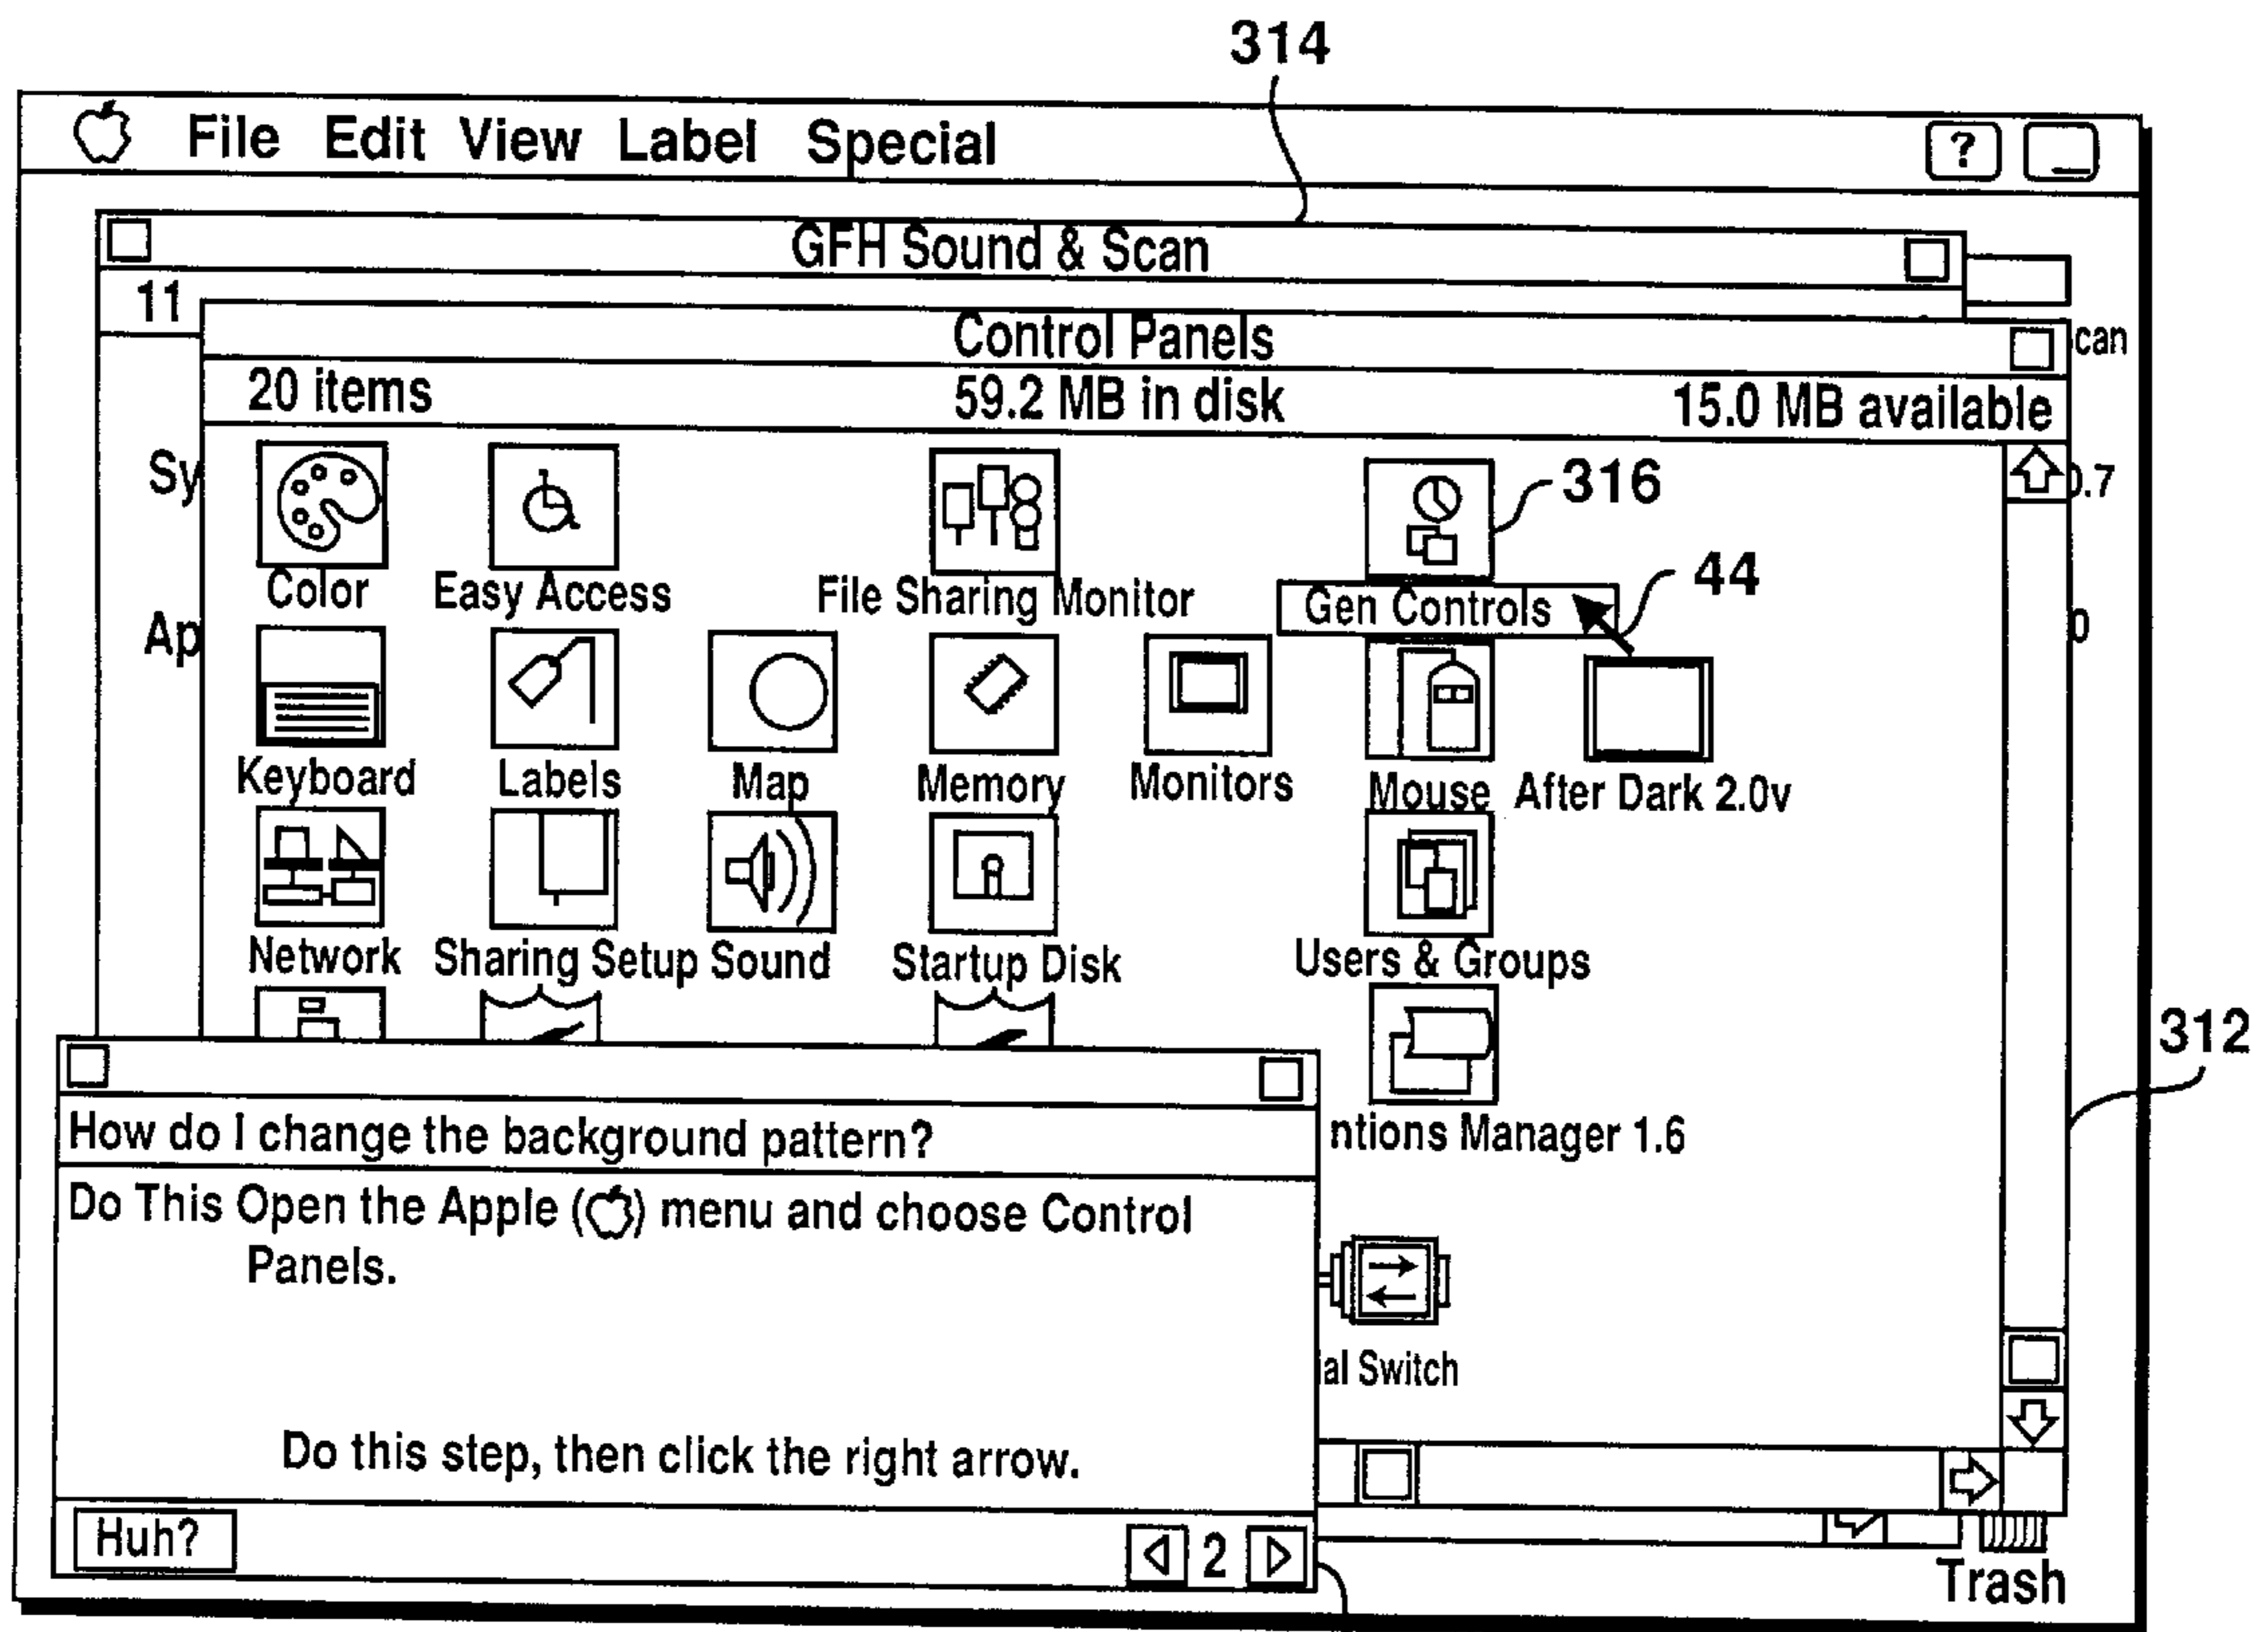 314
File Edit View Label Special ?
GFH Sound & Scan
11
Control Panels
can
20 items 59.2 MB in disk 15.0 MB available
Sy
0.7
316
44
Color Easy Access File Sharing Monitor Gen Controls
Ap
0
Keyboard Labels Map Memory Monitors Mouse After Dark 2.0v
Network Sharing Setup Sound Startup Disk Users & Groups
312
How do I change the background pattern?
ntions Manager 1.6
Do This Open the Apple () menu and choose Control
Panels.
al Switch
Do this step, then click the right arrow.
Huh? 2
Trash